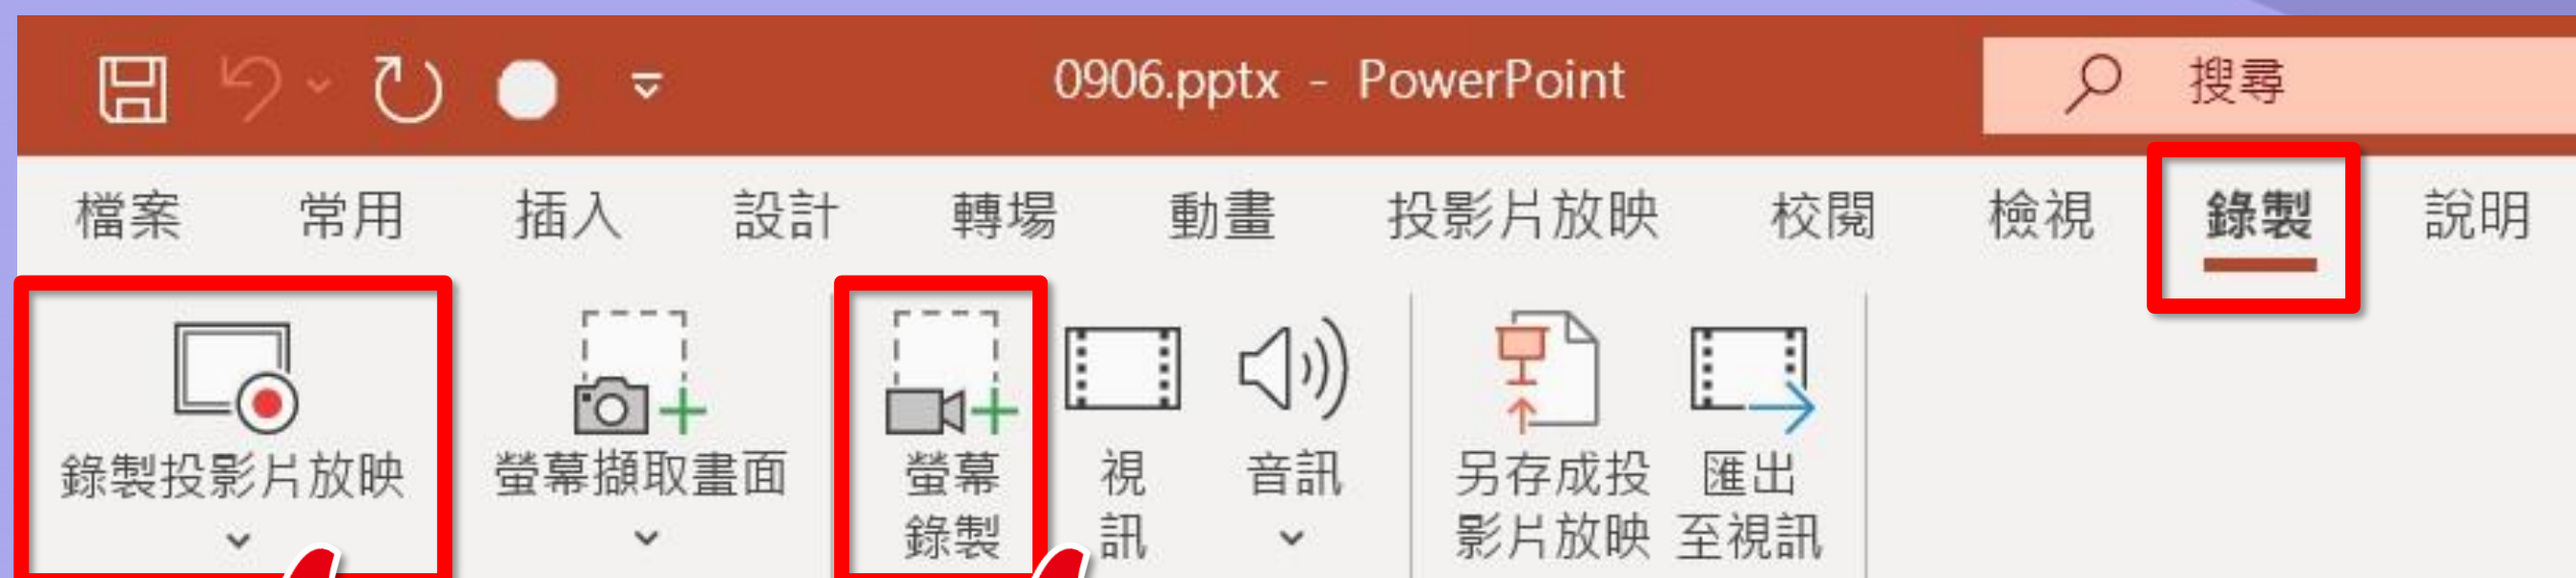 0906.pptx - PowerPoint
搜尋
檔案 常用 插入 設計 轉場 動畫 投影片放映 校閱 檢視 錄製 說明
錄製投影片放映
螢幕擷取畫面
螢幕
錄製
視
訊
音訊
另存成投
影片放映
匯出
至視訊